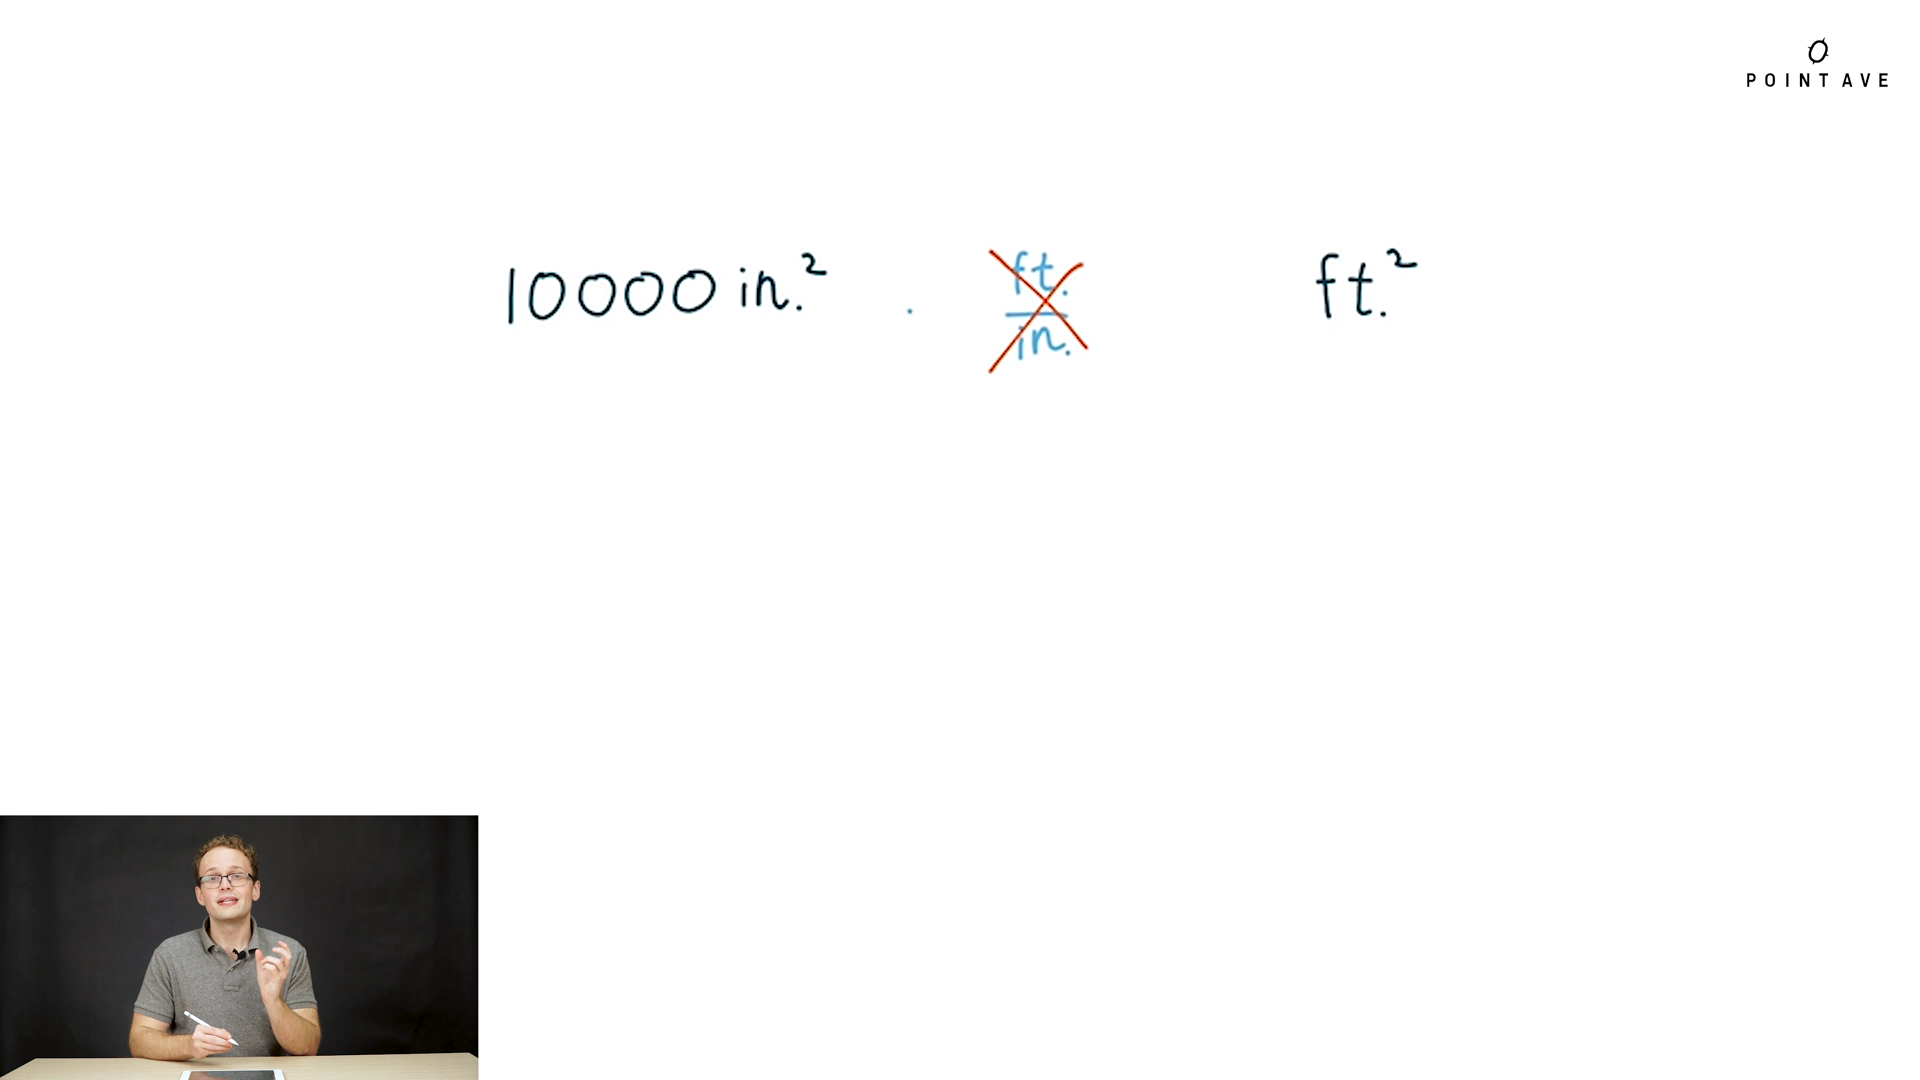 POINT AVE
10000 in.² . ft./in. ft.²